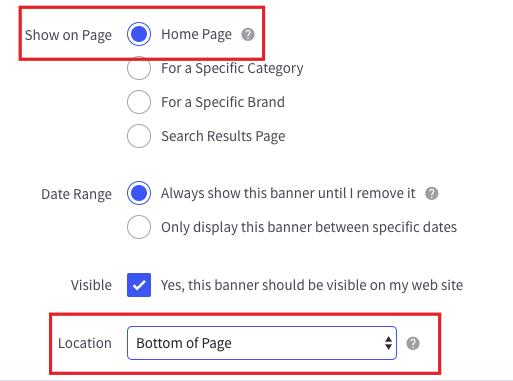 Show on Page Home Page ?
For a Specific Category
For a Specific Brand
Search Results Page
Date Range Always show this banner until I remove it ?
Only display this banner between specific dates
Visible Yes, this banner should be visible on my web site
Location Bottom of Page ?